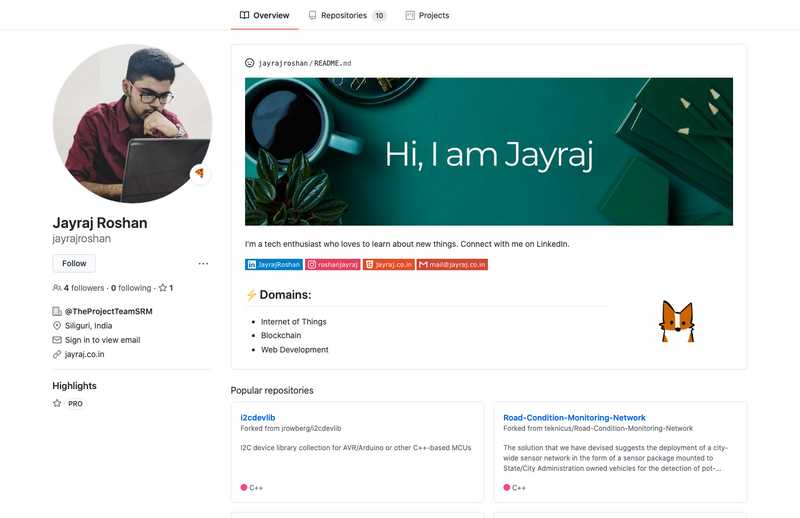 Overview
Repositories 10
Projects
jayrajroshan/README.md
Hi, I am Jayraj
I'm a tech enthusiast who loves to learn about new things. Connect with me on LinkedIn.
JayrajRoshan roshanjayraj jayraj.co.in mail@jayraj.co.in
⚡Domains:
• Internet of Things
• Blockchain
• Web Development
Jayraj Roshan
jayrajroshan
Follow
...
4 followers · 0 following · 1
@TheProjectTeamSRM
Siliguri, India
Sign in to view email
jayraj.co.in
Highlights
PRO
Popular repositories
i2cdevlib
Forked from jrowberg/i2cdevlib
I2C device library collection for AVR/Arduino or other C++-based MCUs
C++
Road-Condition-Monitoring-Network
Forked from teknicus/Road-Condition-Monitoring-Network
The solution that we have devised suggests the deployment of a city-
wide sensor network in the form of a sensor package mounted to
State/City Administration owned vehicles for the detection of pot-...
C++